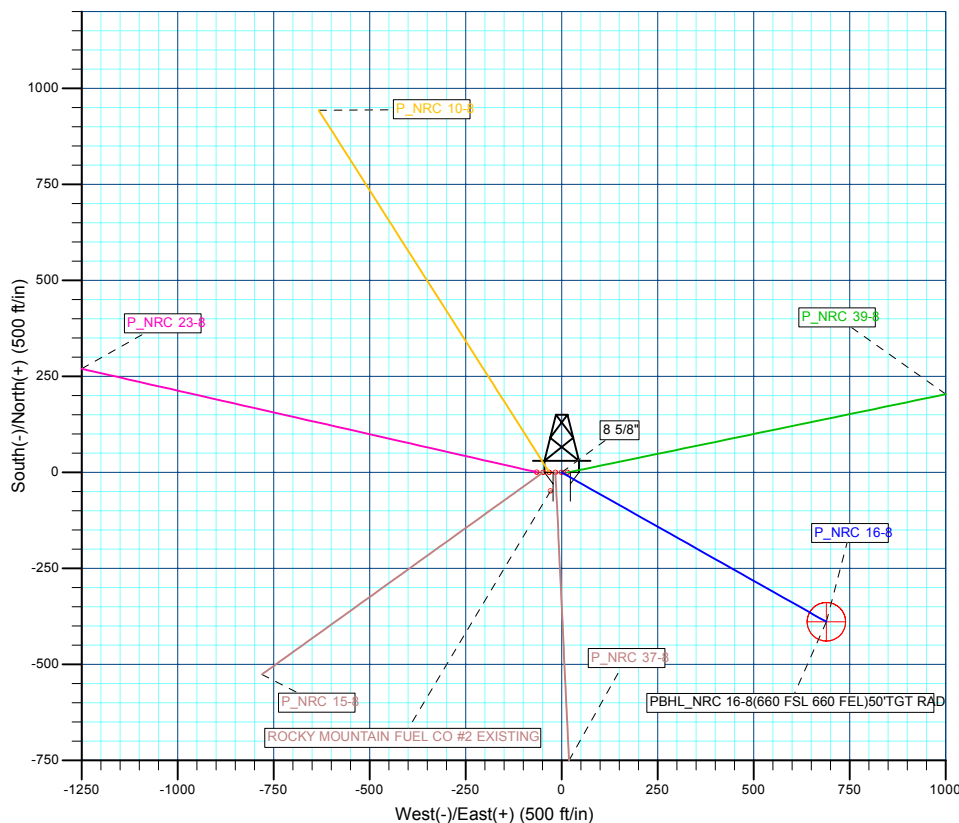 1000
750
500
250
0
-250
-500
-750
South(-)/North(+) (500 ft/in)
P_NRC 10-8
P_NRC 23-8
P_NRC 39-8
8 5/8"
P_NRC 16-8
P_NRC 37-8
P_NRC 15-8
PBHL_NRC 16-8(660 FSL 660 FEL)50'TGT RAD
ROCKY MOUNTAIN FUEL CO #2 EXISTING
-1250 -1000 -750 -500 -250 0 250 500 750 1000
West(-)/East(+) (500 ft/in)